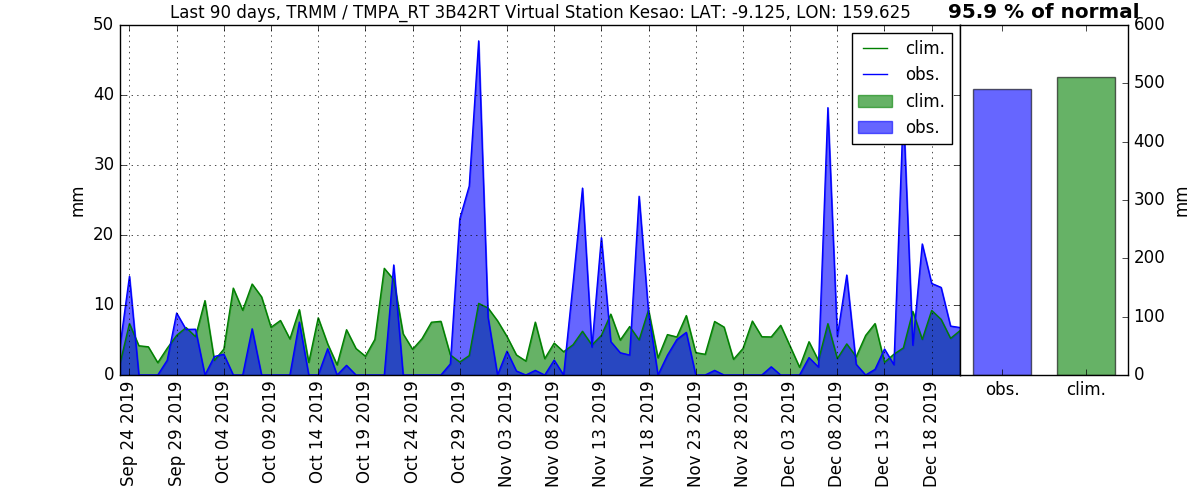 Last 90 days, TRMM / TMPA_RT 3B42RT Virtual Station Kesao: LAT: -9.125, LON: 159.625
95.9 % of normal
50
40
30
20
10
0
mm
clim.
obs.
clim.
obs.
600
500
400
300
200
100
0
mm
obs.
clim.
Sep 24 2019
Sep 29 2019
Oct 04 2019
Oct 09 2019
Oct 14 2019
Oct 19 2019
Oct 24 2019
Oct 29 2019
Nov 03 2019
Nov 08 2019
Nov 13 2019
Nov 18 2019
Nov 23 2019
Nov 28 2019
Dec 03 2019
Dec 08 2019
Dec 13 2019
Dec 18 2019